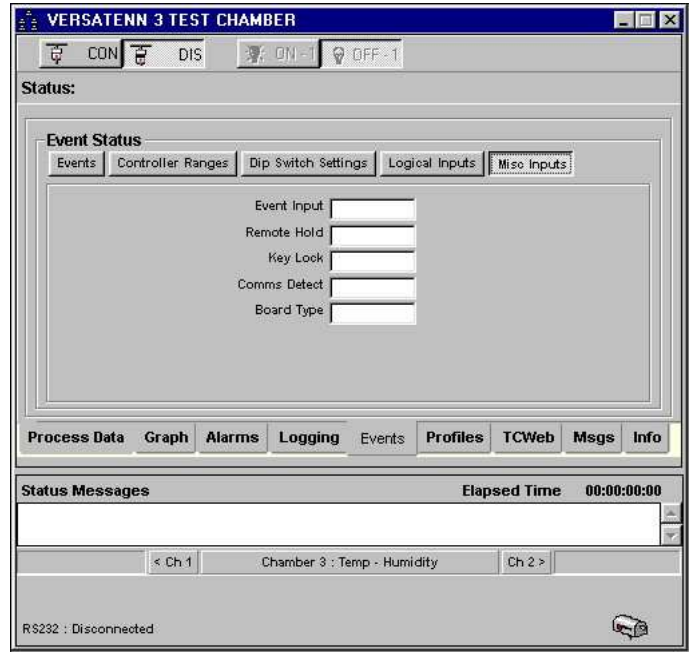 VERSATENN 3 TEST CHAMBER
CON DIS ON - 1 OFF - 1
Status:
Event Status
Events Controller Ranges Dip Switch Settings Logical Inputs Misc Inputs
Event Input
Remote Hold
Key Lock
Comms Detect
Board Type
Process Data Graph Alarms Logging Events Profiles TCWeb Msgs Info
Status Messages Elapsed Time 00:00:00:00
< Ch 1 Chamber 3 : Temp - Humidity Ch 2 >
RS232 : Disconnected